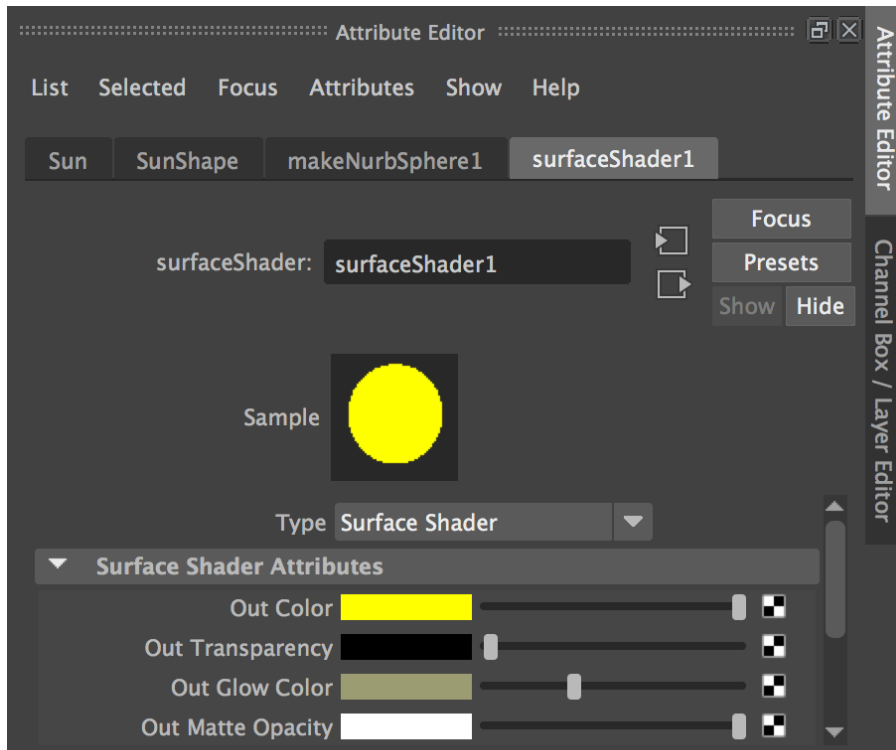 Attribute Editor
List Selected Focus Attributes Show Help
Sun SunShape makeNurbSphere1 surfaceShader1
Focus
surfaceShader: surfaceShader1
Presets
Show Hide
Sample
Type Surface Shader
Surface Shader Attributes
Out Color
Out Transparency
Out Glow Color
Out Matte Opacity
Attribute Editor
Channel Box / Layer Editor